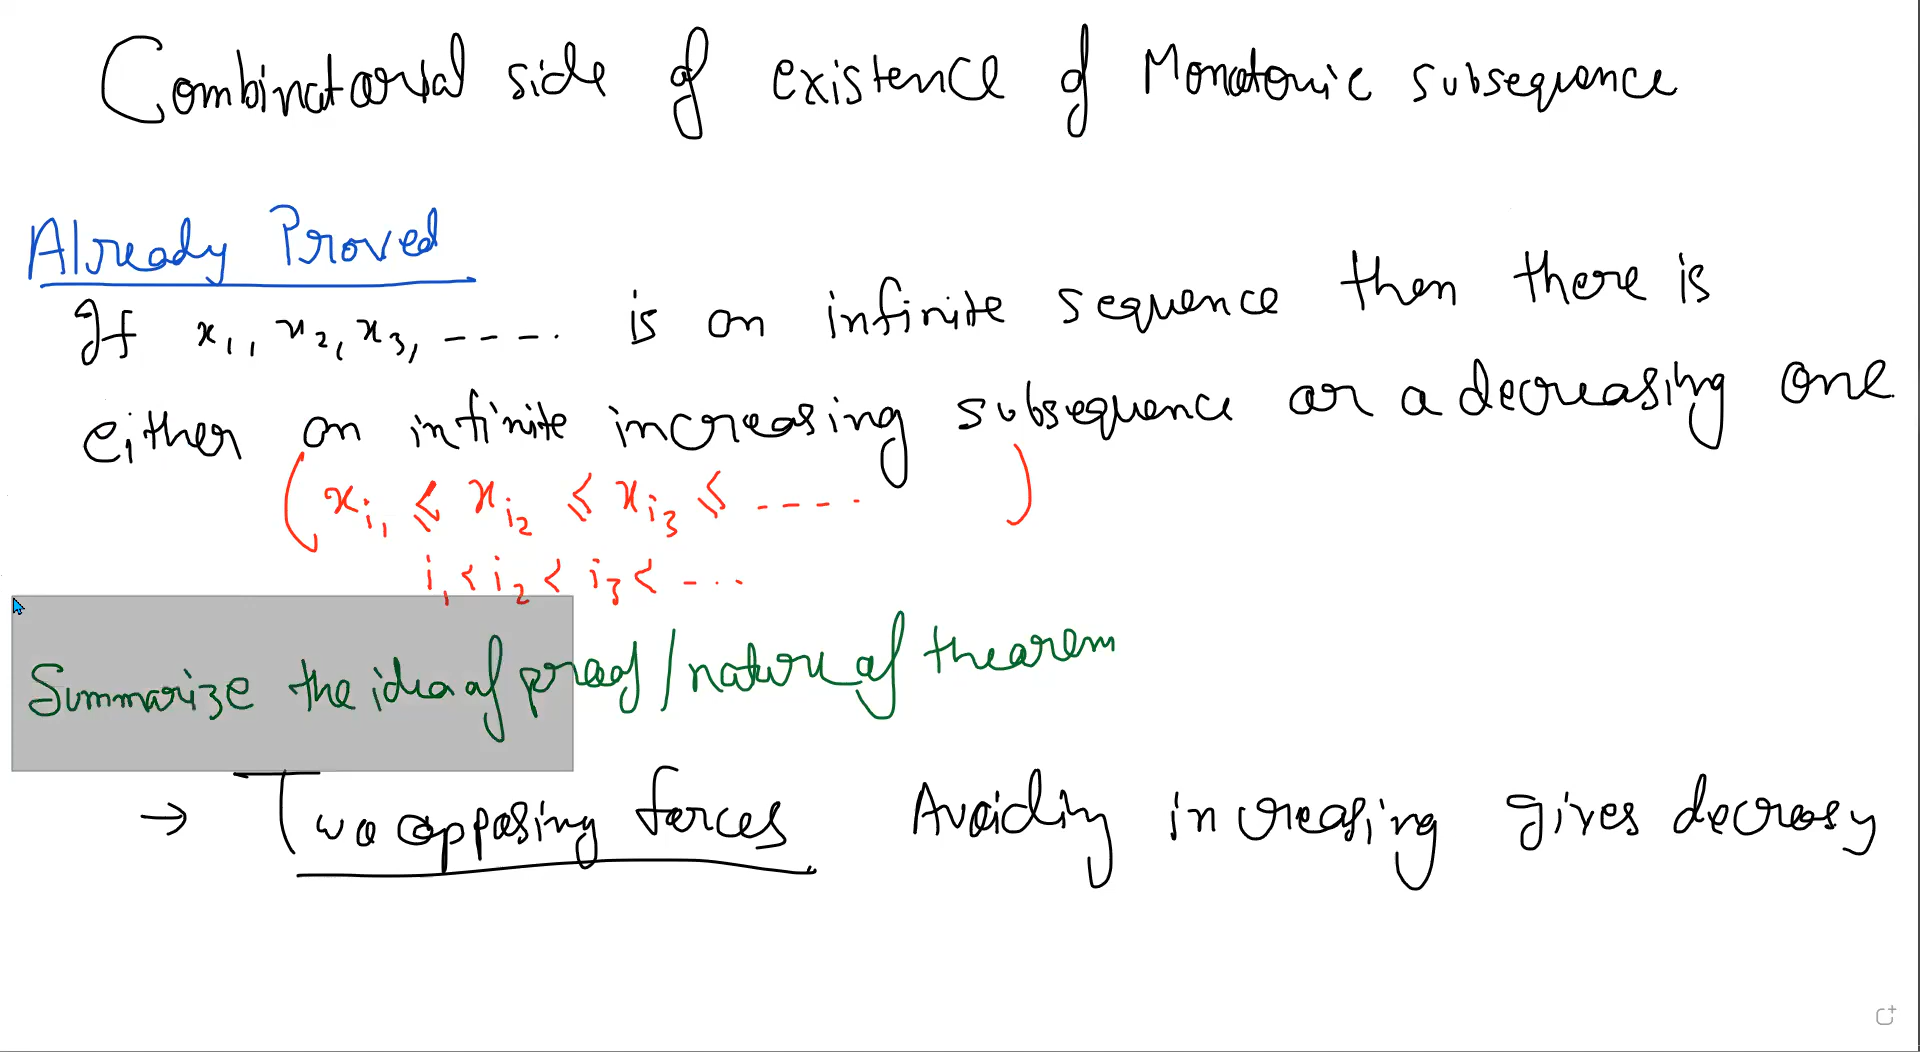 Combinatorial side of existence of Monotonic subsequence
Already Proved
If x₁, x₂, x₃, ---- . is an infinite sequence then there is
either an infinite increasing subsequence or a decreasing one
( xᵢ₁ ≤ xᵢ₂ ≤ xᵢ₃ ≤ ---- . )
i₁ < i₂ < i₃ < - ..
Summarize the idea of proof / nature of theorem
→ Two opposing forces Avoiding increasing gives decreasy